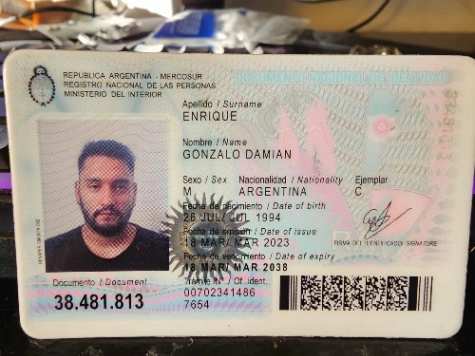 REPUBLICA ARGENTINA - MERCOSUR
REGISTRO NACIONAL DE LAS PERSONAS
MINISTERIO DEL INTERIOR
DOCUMENTO NACIONAL DE IDENTIDAD
Apellido / Surname
ENRIQUE
Nombre / Name
GONZALO DAMIAN
Sexo / Sex Nacionalidad / Nationality Ejemplar
M ARGENTINA C
Fecha de nacimiento / Date of birth
26 JUL/ JUL 1994
Fecha de emisión / Date of issue
18 MAR/ MAR 2023
Fecha de vencimiento / Date of expiry
18 MAR/ MAR 2038
FIRMA DEL IDENTIFICADO/ SIGNATURE
Documento / Document
38.481.813
Trámite Nº / Of. ident.
00702341486
7654